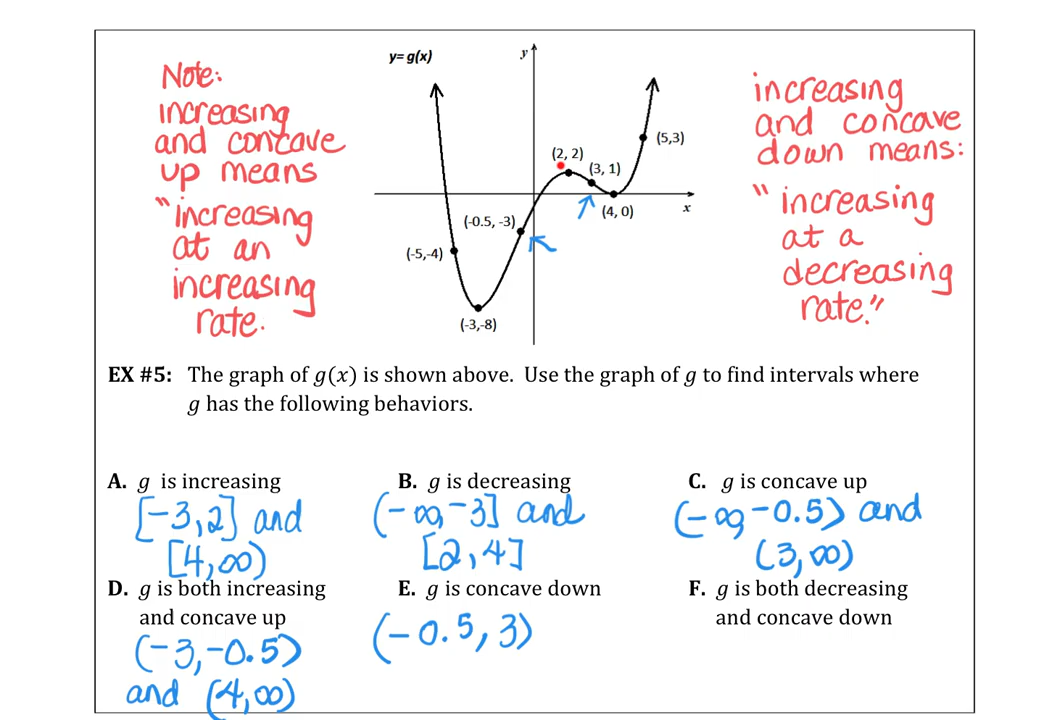 y= g(x)
y
Note:
increasing
and concave
up means
"increasing
at an
increasing
rate.
increasing
and concave
down means:
"increasing
at a
decreasing
rate."
(2, 2)
(3, 1)
(5,3)
(4, 0)
x
(-0.5, -3)
(-5,-4)
(-3,-8)
EX #5: The graph of g(x) is shown above. Use the graph of g to find intervals where
g has the following behaviors.
A. g is increasing
[-3,2] and
[4,∞)
B. g is decreasing
(-∞,-3] and
[2,4]
C. g is concave up
(-∞,-0.5) and
(3,∞)
D. g is both increasing
and concave up
(-3,-0.5)
and (4,∞)
E. g is concave down
(-0.5,3)
F. g is both decreasing
and concave down